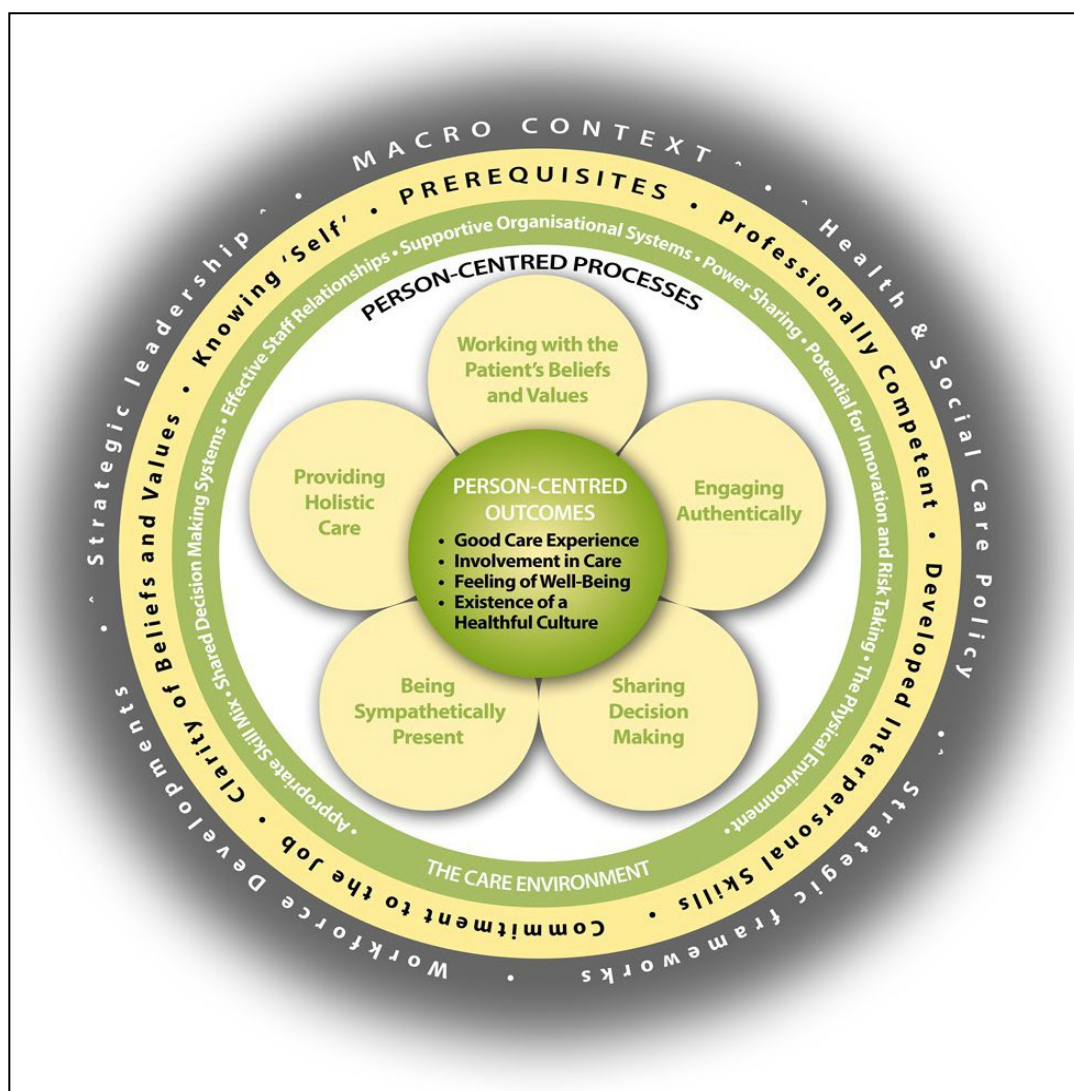 MACRO CONTEXT ˆ • ˆ Health & Social Care Policy • ˆ Strategic frameworks • Workforce Developments • ˆ Strategic leadership ˆ •
PREREQUISITES • Professionally Competent • Developed Interpersonal Skills • Commitment to the Job • Clarity of Beliefs and Values • Knowing ‘Self’ •
THE CARE ENVIRONMENT
• Appropriate Skill Mix • Shared Decision Making Systems • Effective Staff Relationships • Supportive Organisational Systems • Power Sharing • Potential for Innovation and Risk Taking • The Physical Environment •
PERSON-CENTRED PROCESSES
Working with the
Patient’s Beliefs
and Values
Providing
Holistic
Care
Engaging
Authentically
PERSON-CENTRED
OUTCOMES
• Good Care Experience
• Involvement in Care
• Feeling of Well-Being
• Existence of a
Healthful Culture
Being
Sympathetically
Present
Sharing
Decision
Making